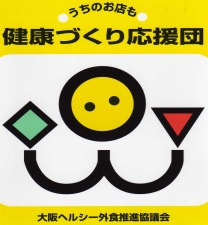 うちのお店も
健康づくり応援団
大阪ヘルシー外食推進協議会